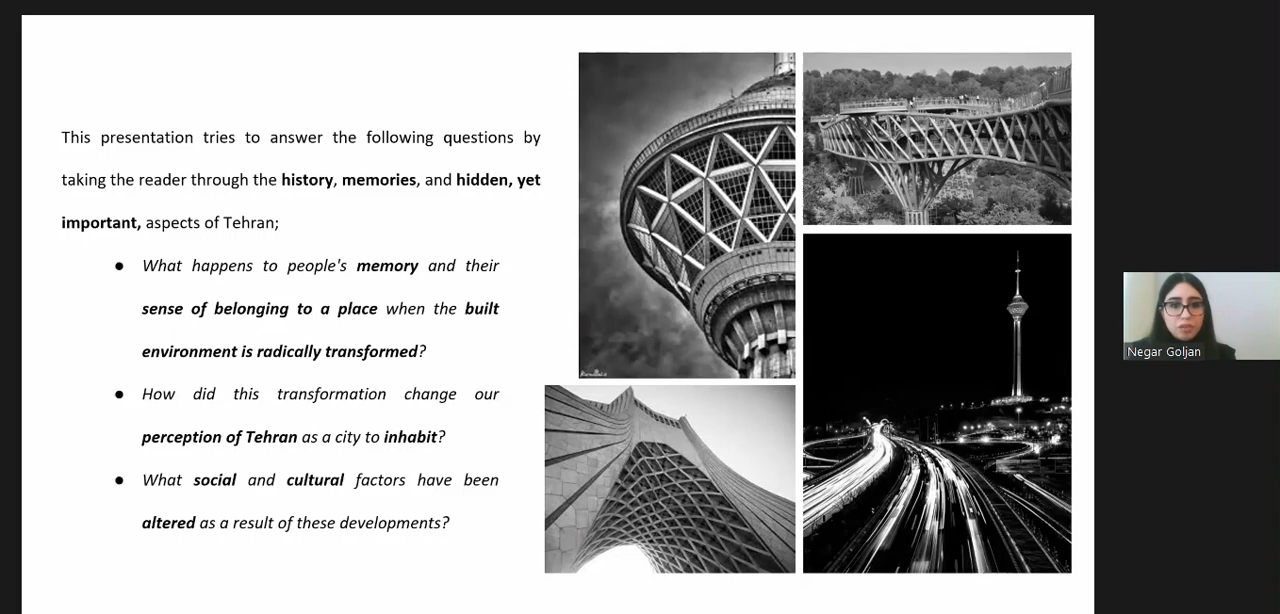 This presentation tries to answer the following questions by
taking the reader through the history, memories, and hidden, yet
important, aspects of Tehran;
● What happens to people's memory and their
sense of belonging to a place when the built
environment is radically transformed?
● How did this transformation change our
perception of Tehran as a city to inhabit?
● What social and cultural factors have been
altered as a result of these developments?
Negar Goljan